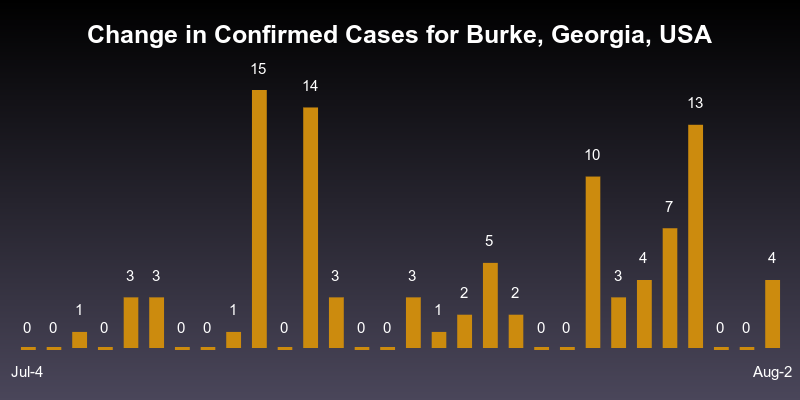 Change in Confirmed Cases for Burke, Georgia, USA
0 0 1 0 3 3 0 0 1 15 0 14 3 0 0 3 1 2 5 2 0 0 10 3 4 7 13 0 0 4
Jul-4 Aug-2